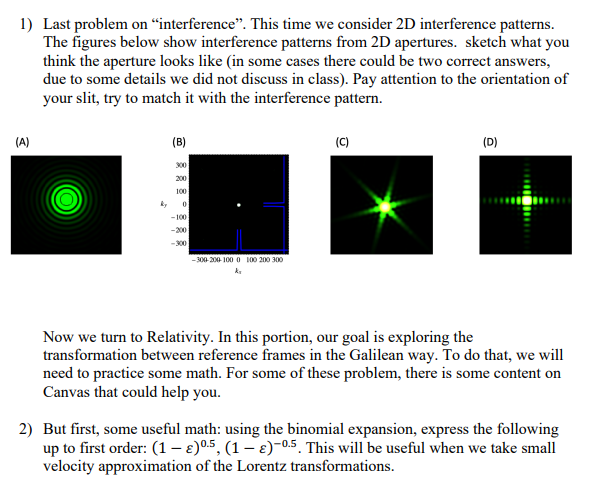 1) Last problem on “interference”. This time we consider 2D interference patterns.
The figures below show interference patterns from 2D apertures.  sketch what you
think the aperture looks like (in some cases there could be two correct answers,
due to some details we did not discuss in class). Pay attention to the orientation of
your slit, try to match it with the interference pattern.
(A)
(B)
(C)
(D)
300
200
100
ky 0
-100
-200
-300
-300-200-100 0 100 200 300
kx
Now we turn to Relativity. In this portion, our goal is exploring the
transformation between reference frames in the Galilean way. To do that, we will
need to practice some math. For some of these problem, there is some content on
Canvas that could help you.
2) But first, some useful math: using the binomial expansion, express the following
up to first order: (1 − ε)^0.5, (1 − ε)^−0.5. This will be useful when we take small
velocity approximation of the Lorentz transformations.